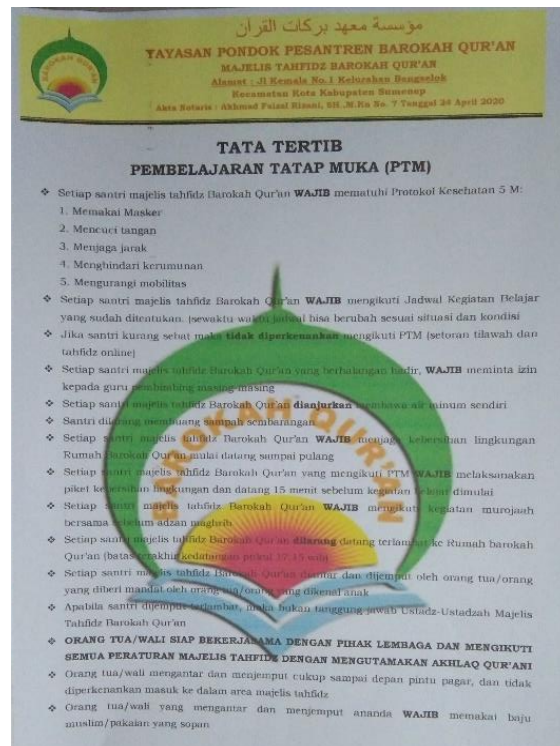 مؤسسة معهد بركات القرآن
YAYASAN PONDOK PESANTREN BAROKAH QUR'AN
MAJELIS TAHFIDZ BAROKAH QUR'AN
Alamat : Jl Kemala No.1 Kelurahan Bangselok
Kecamatan Kota Kabupaten Sumenep
Akta Notaris : Akhmad Faisal Rizani, SH.,M.Kn No. 7 Tanggal 24 April 2020
BAROKAH QUR'AN
TATA TERTIB
PEMBELAJARAN TATAP MUKA (PTM)
❖ Setiap santri majelis tahfidz Barokah Qur'an WAJIB mematuhi Protokol Kesehatan 5 M:
1. Memakai Masker
2. Mencuci tangan
3. Menjaga jarak
4. Menghindari kerumunan
5. Mengurangi mobilitas
❖ Setiap santri majelis tahfidz Barokah Qur'an WAJIB mengikuti Jadwal Kegiatan Belajar
yang sudah ditentukan. (sewaktu-waktu jadwal bisa berubah sesuai situasi dan kondisi
❖ Jika santri kurang sehat maka tidak diperkenankan mengikuti PTM (setoran tilawah dan
tahfidz online)
❖ Setiap santri majelis tahfidz Barokah Qur'an yang berhalangan hadir, WAJIB meminta izin
kepada guru pembimbing masing-masing
❖ Setiap santri majelis tahfidz Barokah Qur'an dianjurkan membawa air minum sendiri
❖ Santri dilarang membuang sampah sembarangan
❖ Setiap santri majelis tahfidz Barokah Qur'an WAJIB menjaga kebersihan lingkungan
Rumah Barokah Qur'an mulai datang sampai pulang
❖ Setiap santri majelis tahfidz Barokah Qur'an yang mengikuti PTM WAJIB melaksanakan
piket kebersihan lingkungan dan datang 15 menit sebelum kegiatan belajar dimulai
❖ Setiap santri majelis tahfidz Barokah Qur'an WAJIB mengikuti kegiatan murojaah
bersama sebelum adzan maghrib
❖ Setiap santri majelis tahfidz Barokah Qur'an dilarang datang terlambat ke Rumah barokah
Qur'an (batas terakhir kedatangan pukul 17.15 wib)
❖ Setiap santri majelis tahfidz Barokah Qur'an diantar dan dijemput oleh orang tua/orang
yang diberi mandat oleh orang tua/orang yang dikenal anak
❖ Apabila santri dijemput terlambat, maka bukan tanggung jawab Ustadz-Ustadzah Majelis
Tahfidz Barokah Qur'an
❖ ORANG TUA/WALI SIAP BEKERJASAMA DENGAN PIHAK LEMBAGA DAN MENGIKUTI
SEMUA PERATURAN MAJELIS TAHFIDZ DENGAN MENGUTAMAKAN AKHLAQ QUR'ANI
❖ Orang tua/wali mengantar dan menjemput cukup sampai depan pintu pagar, dan tidak
diperkenankan masuk ke dalam area majelis tahfidz
❖ Orang tua/wali yang mengantar dan menjemput ananda WAJIB memakai baju
muslim/pakaian yang sopan
BAROKAH QUR'AN